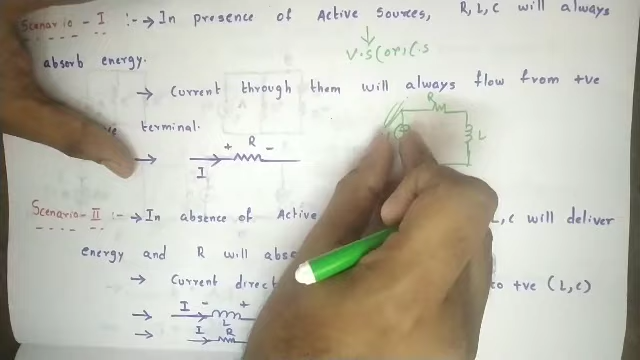 Scenario - I :- → In presence of Active Sources, R, L, C will always
V.S (or) C.S
absorb energy.
→ Current through them will always flow from +ve
R
ve terminal.
L
→ + R -
I
Scenario - II :- → In absence of Active L, C will deliver
energy and R will abs
→ Current direct to +ve (L, C)
→ I - +
L
→ I R